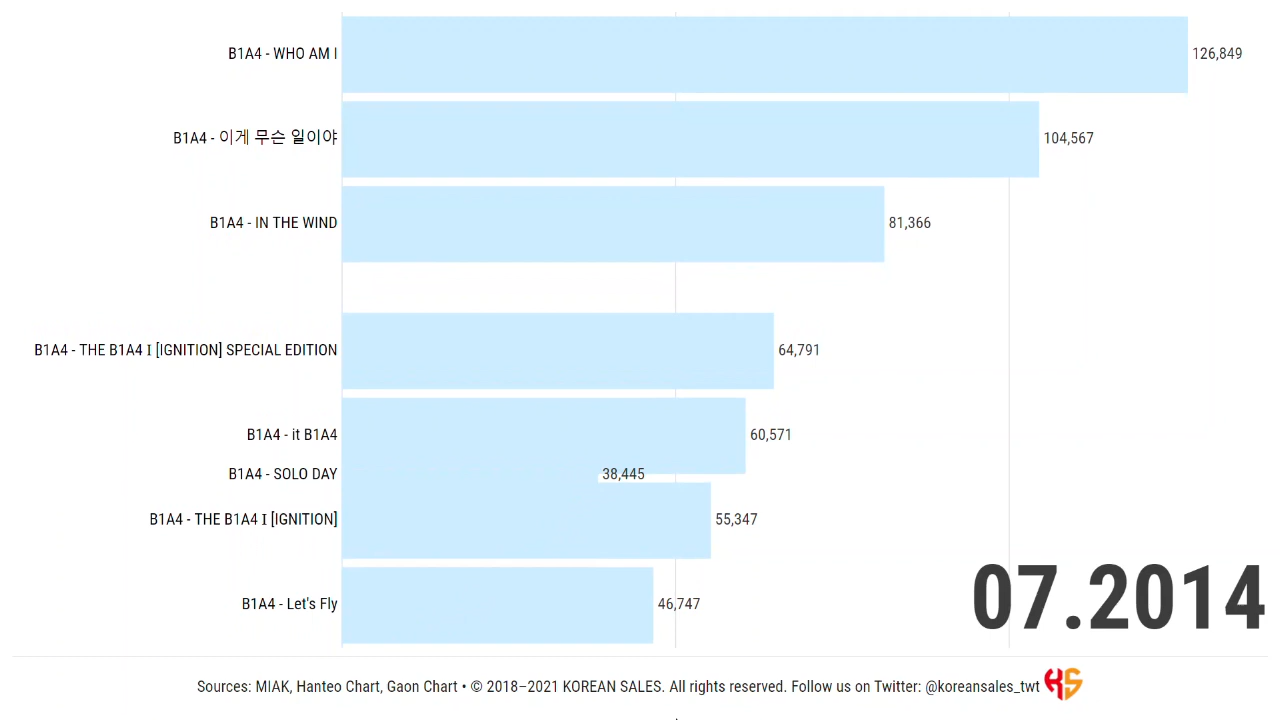 B1A4 - WHO AM I 126,849
B1A4 - 이게 무슨 일이야 104,567
B1A4 - IN THE WIND 81,366
B1A4 - THE B1A4 I [IGNITION] SPECIAL EDITION 64,791
B1A4 - it B1A4 60,571
B1A4 - SOLO DAY 38,445
B1A4 - THE B1A4 I [IGNITION] 55,347
B1A4 - Let's Fly 46,747
07.2014
Sources: MIAK, Hanteo Chart, Gaon Chart • © 2018–2021 KOREAN SALES. All rights reserved. Follow us on Twitter: @koreansales_twt KS